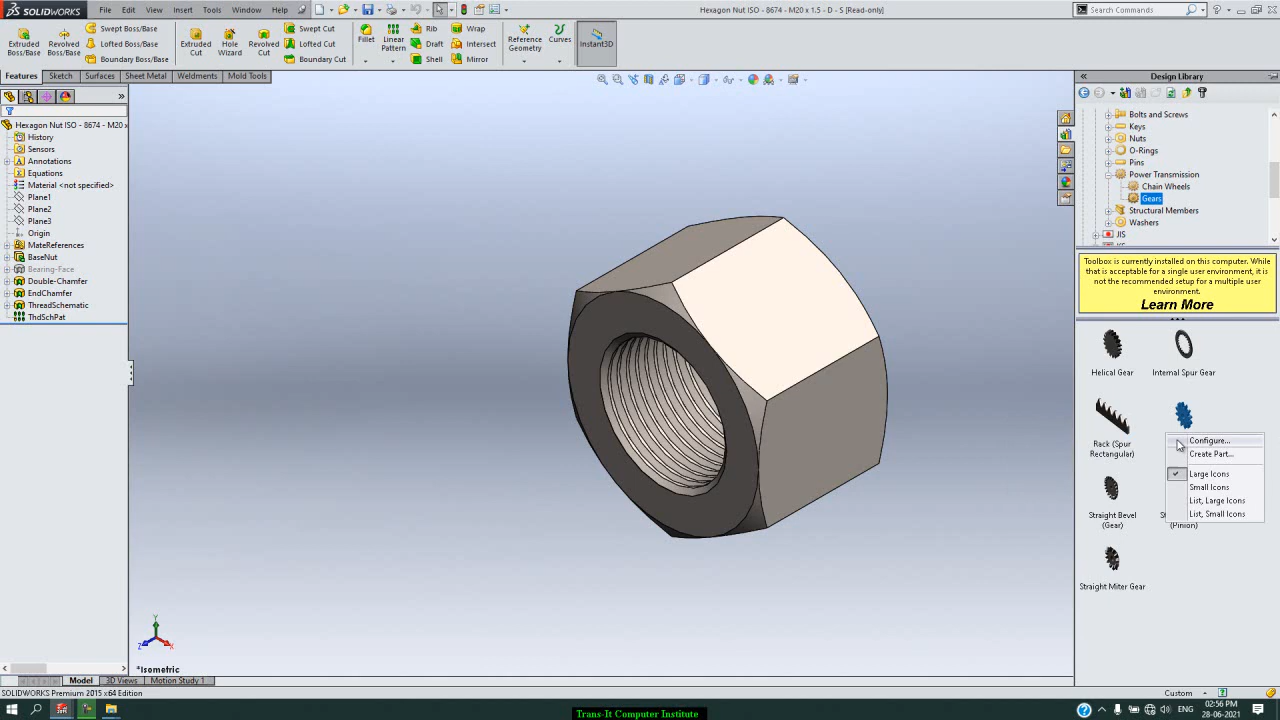 SOLIDWORKS
File
Edit
View
Insert
Tools
Window
Help
Hexagon Nut ISO - 8674 - M20 x 1.5 - D - S [Read-only]
Search Commands
Extruded Boss/Base
Revolved Boss/Base
Swept Boss/Base
Lofted Boss/Base
Boundary Boss/Base
Extruded Cut
Hole Wizard
Revolved Cut
Swept Cut
Lofted Cut
Boundary Cut
Fillet
Linear Pattern
Rib
Draft
Shell
Wrap
Intersect
Mirror
Reference Geometry
Curves
Instant3D
Features
Sketch
Surfaces
Sheet Metal
Weldments
Mold Tools
Hexagon Nut ISO - 8674 - M20 x
History
Sensors
Annotations
Equations
Material <not specified>
Plane1
Plane2
Plane3
Origin
MateReferences
BaseNut
Bearing-Face
Double-Chamfer
EndChamfer
ThreadSchematic
ThdSchPat
Design Library
Bolts and Screws
Keys
Nuts
O-Rings
Pins
Power Transmission
Chain Wheels
Gears
Structural Members
Washers
JIS
Toolbox is currently installed on this computer. While
that is acceptable for a single user environment, it is
not the recommended setup for a multiple user
environment.
Learn More
Helical Gear
Internal Spur Gear
Rack (Spur
Rectangular)
Configure...
Create Part...
Large Icons
Small Icons
List, Large Icons
List, Small Icons
Straight Bevel
(Gear)
(Pinion)
Straight Miter Gear
Y
Z
X
*Isometric
Model
3D Views
Motion Study 1
SOLIDWORKS Premium 2015 x64 Edition
Custom
Trans-It Computer Institute
ENG
02:56 PM
28-06-2021